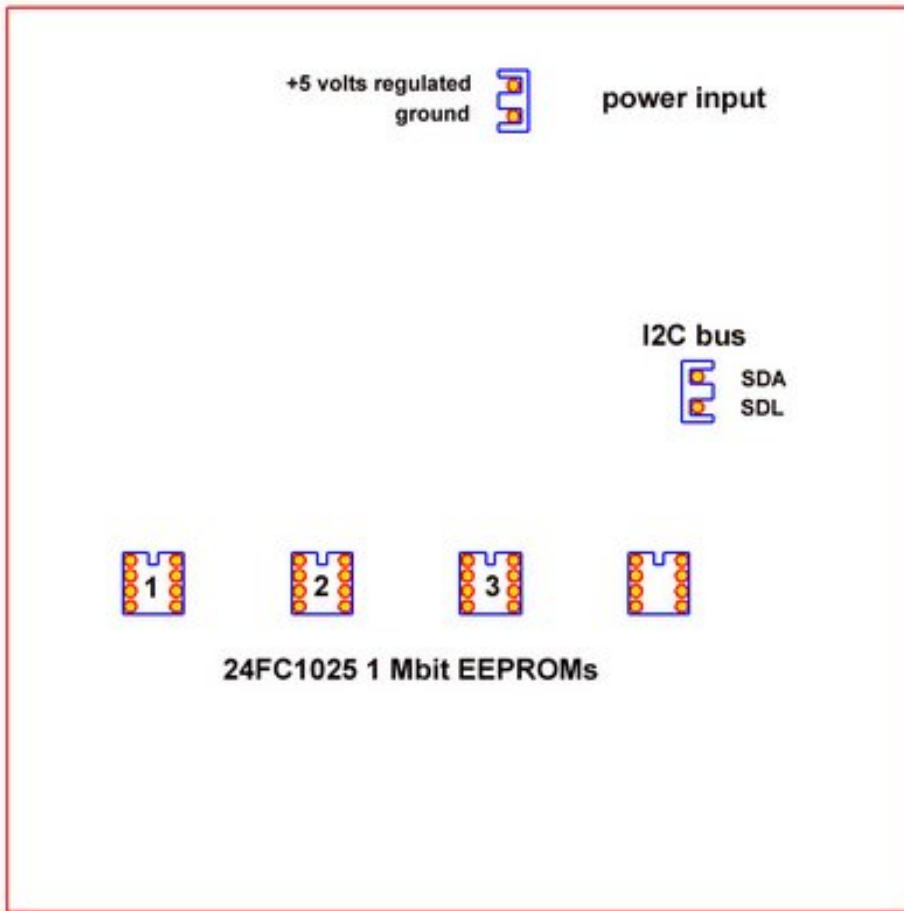 +5 volts regulated
ground
power input
I2C bus
SDA
SDL
1
2
3
24FC1025 1 Mbit EEPROMs